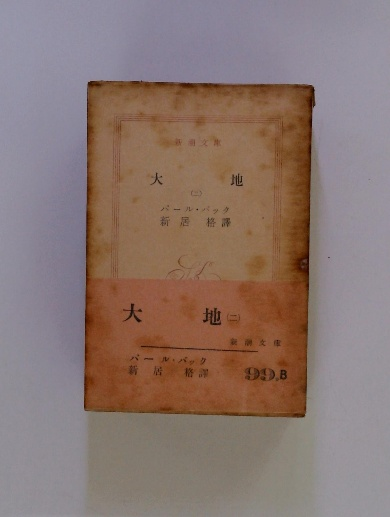 新潮文庫
大 地
(二)
パール・バック
新居 格譯
大 地 (二)
新潮文庫
パール・バック
新居 格譯 99.B